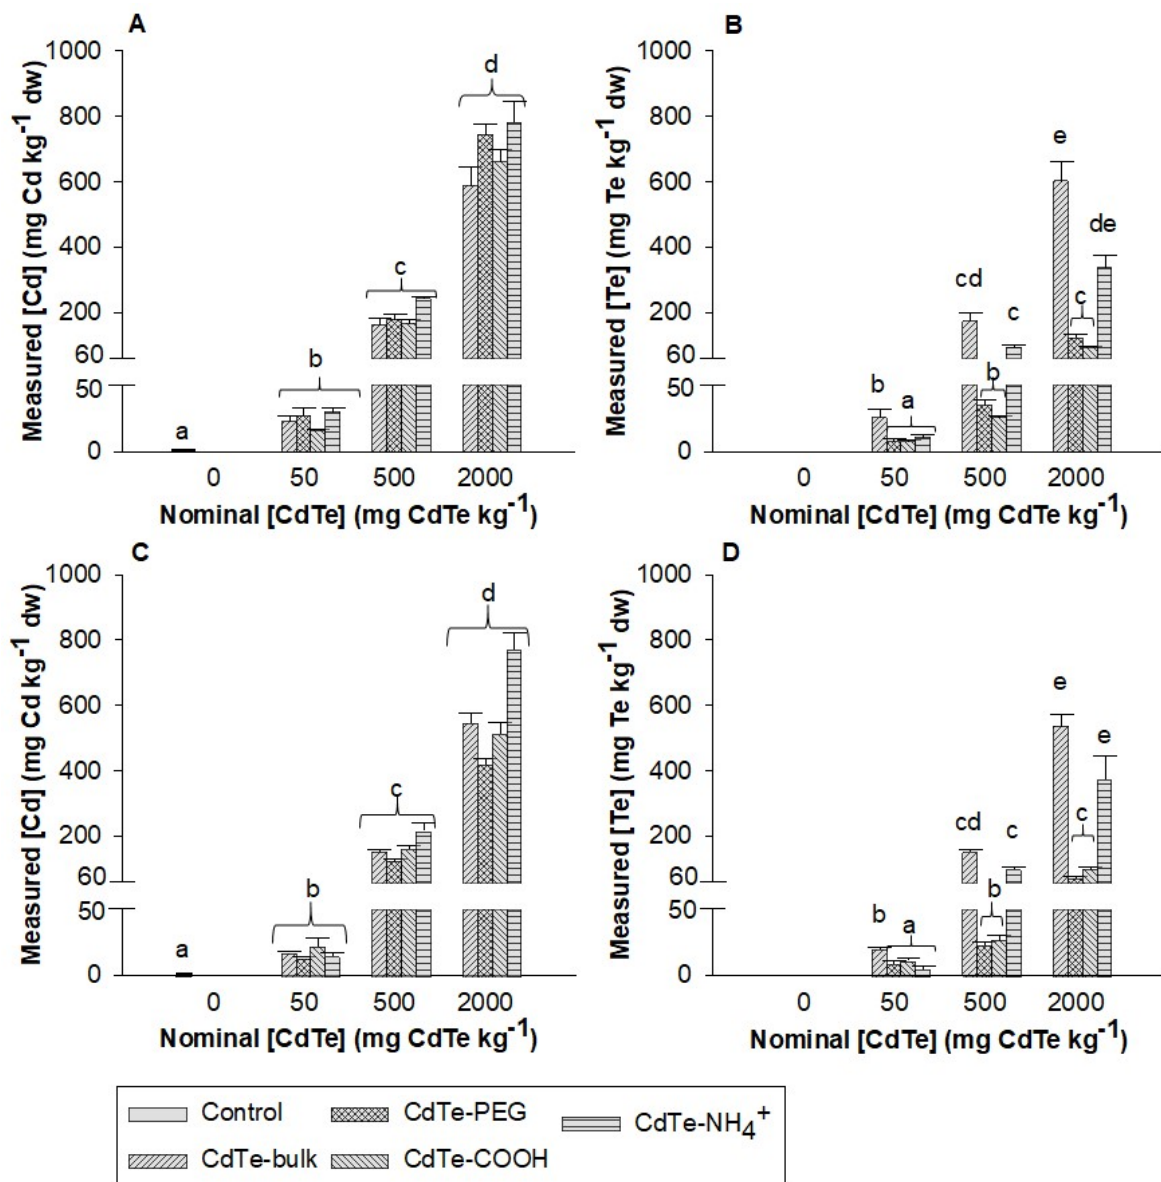 A
Measured [Cd] (mg Cd kg⁻¹ dw)
1000
800
600
400
200
60
50
0
a
b
c
d
0 50 500 2000
Nominal [CdTe] (mg CdTe kg⁻¹)
B
Measured [Te] (mg Te kg⁻¹ dw)
1000
800
600
400
200
60
50
0
b
a
cd
b
c
e
c
de
0 50 500 2000
Nominal [CdTe] (mg CdTe kg⁻¹)
C
Measured [Cd] (mg Cd kg⁻¹ dw)
1000
800
600
400
200
60
50
0
a
b
c
d
0 50 500 2000
Nominal [CdTe] (mg CdTe kg⁻¹)
D
Measured [Te] (mg Te kg⁻¹ dw)
1000
800
600
400
200
60
50
0
b
a
cd
b
c
e
c
e
0 50 500 2000
Nominal [CdTe] (mg CdTe kg⁻¹)
Control
CdTe-bulk
CdTe-PEG
CdTe-COOH
CdTe-NH₄⁺